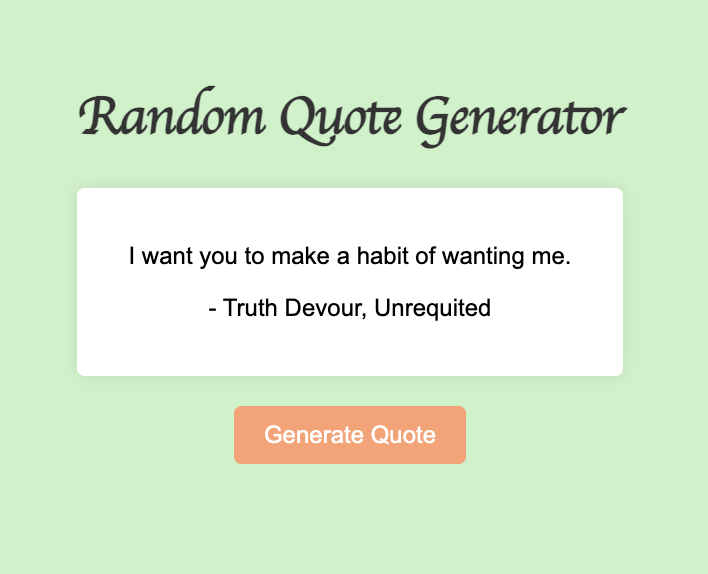 Random Quote Generator
I want you to make a habit of wanting me.
- Truth Devour, Unrequited
Generate Quote